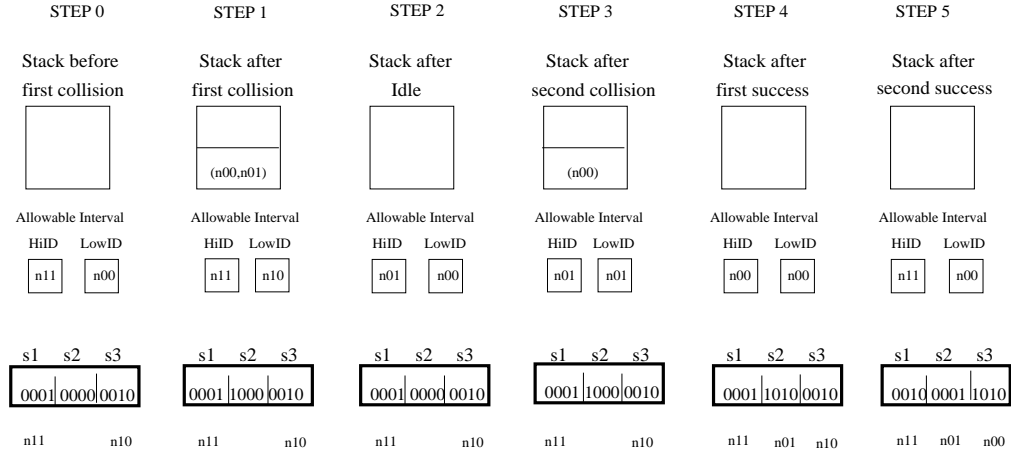 STEP 0 STEP 1 STEP 2 STEP 3 STEP 4 STEP 5
Stack before Stack after Stack after Stack after Stack after Stack after
first collision first collision Idle second collision first success second success
(n00,n01) (n00)
Allowable Interval Allowable Interval Allowable Interval Allowable Interval Allowable Interval Allowable Interval
HiID LowID HiID LowID HiID LowID HiID LowID HiID LowID HiID LowID
n11 n00 n11 n10 n01 n00 n01 n01 n00 n00 n11 n00
s1 s2 s3 s1 s2 s3 s1 s2 s3 s1 s2 s3 s1 s2 s3 s1 s2 s3
0001 0000 0010 0001 1000 0010 0001 0000 0010 0001 1000 0010 0001 1010 0010 0010 0001 1010
n11 n10 n11 n10 n11 n10 n11 n10 n11 n01 n10 n11 n01 n00